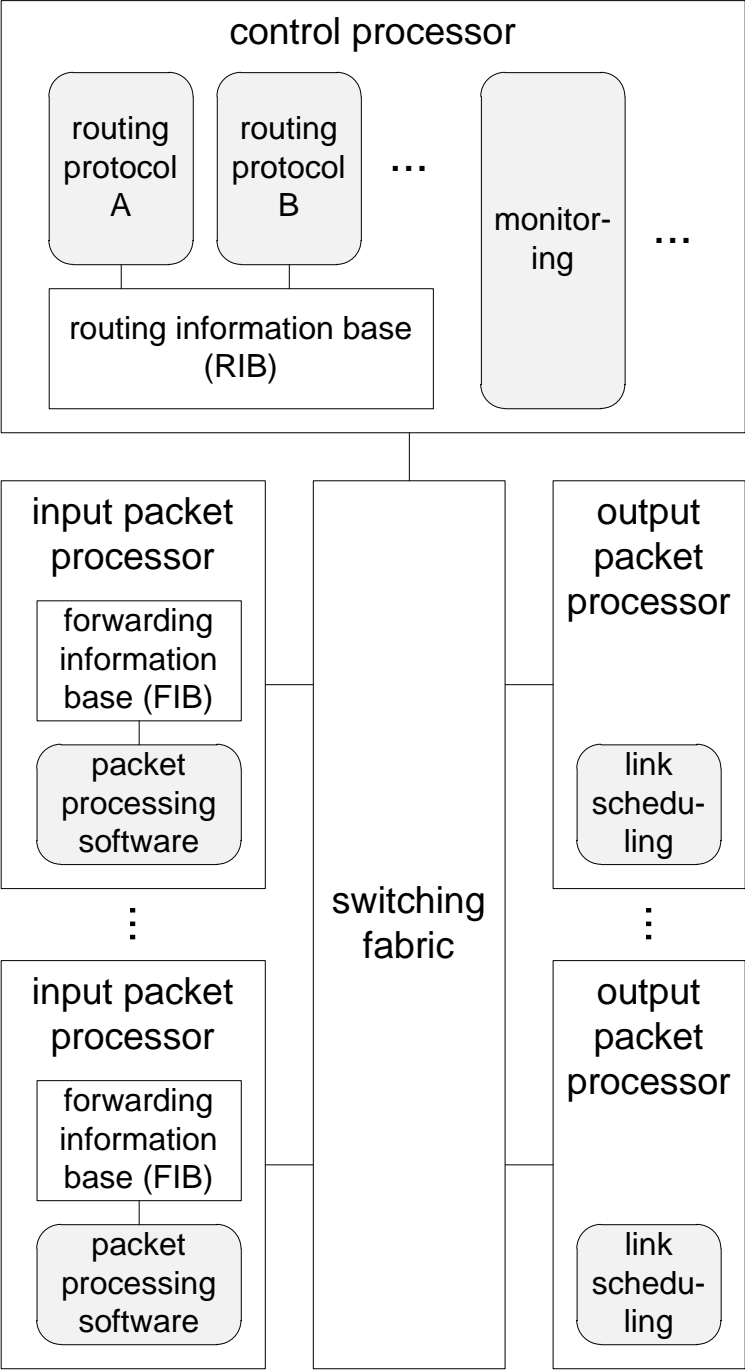 control processor
routing
protocol
A
routing
protocol
B
...
monitor-
ing
...
routing information base
(RIB)
input packet
processor
forwarding
information
base (FIB)
packet
processing
software
...
switching
fabric
output
packet
processor
link
schedu-
ling
...
input packet
processor
forwarding
information
base (FIB)
packet
processing
software
output
packet
processor
link
schedu-
ling